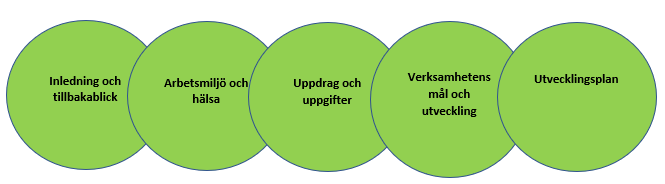 Inledning och
tillbakablick
Arbetsmiljö och
hälsa
Uppdrag och
uppgifter
Verksamhetens
mål och
utveckling
Utvecklingsplan